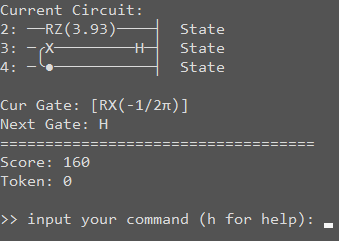 Current Circuit:
2: ──RZ(3.93)────┤ State
3: ─╭X────────H──┤ State
4: ─╰●───────────┤ State
Cur Gate: [RX(-1/2π)]
Next Gate: H
===================================
Score: 160
Token: 0
>> input your command (h for help):